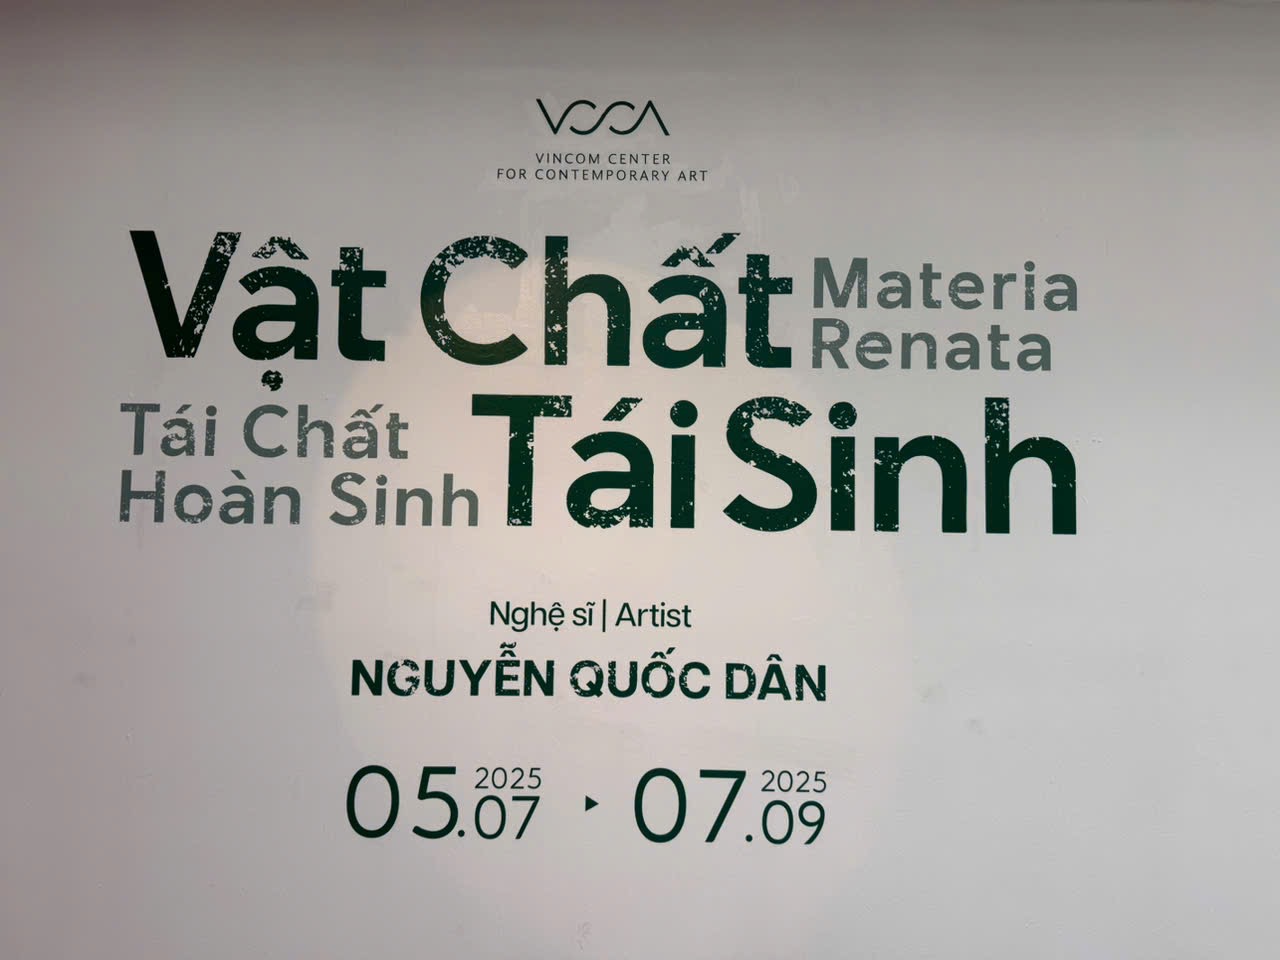 VCCA
VINCOM CENTER
FOR CONTEMPORARY ART
Vật Chất
Materia
Renata
Tái Chất
Hoàn Sinh
Tái Sinh
Nghệ sĩ | Artist
NGUYỄN QUỐC DÂN
05.07 2025 ▸ 07.09 2025